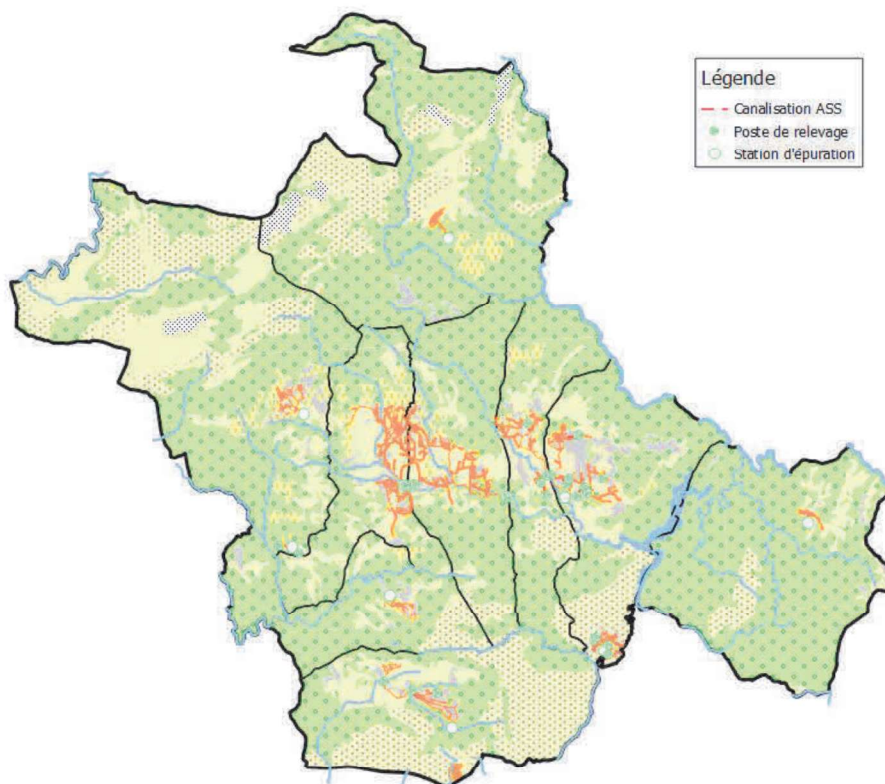 Légende
Canalisation ASS
Poste de relevage
Station d'épuration